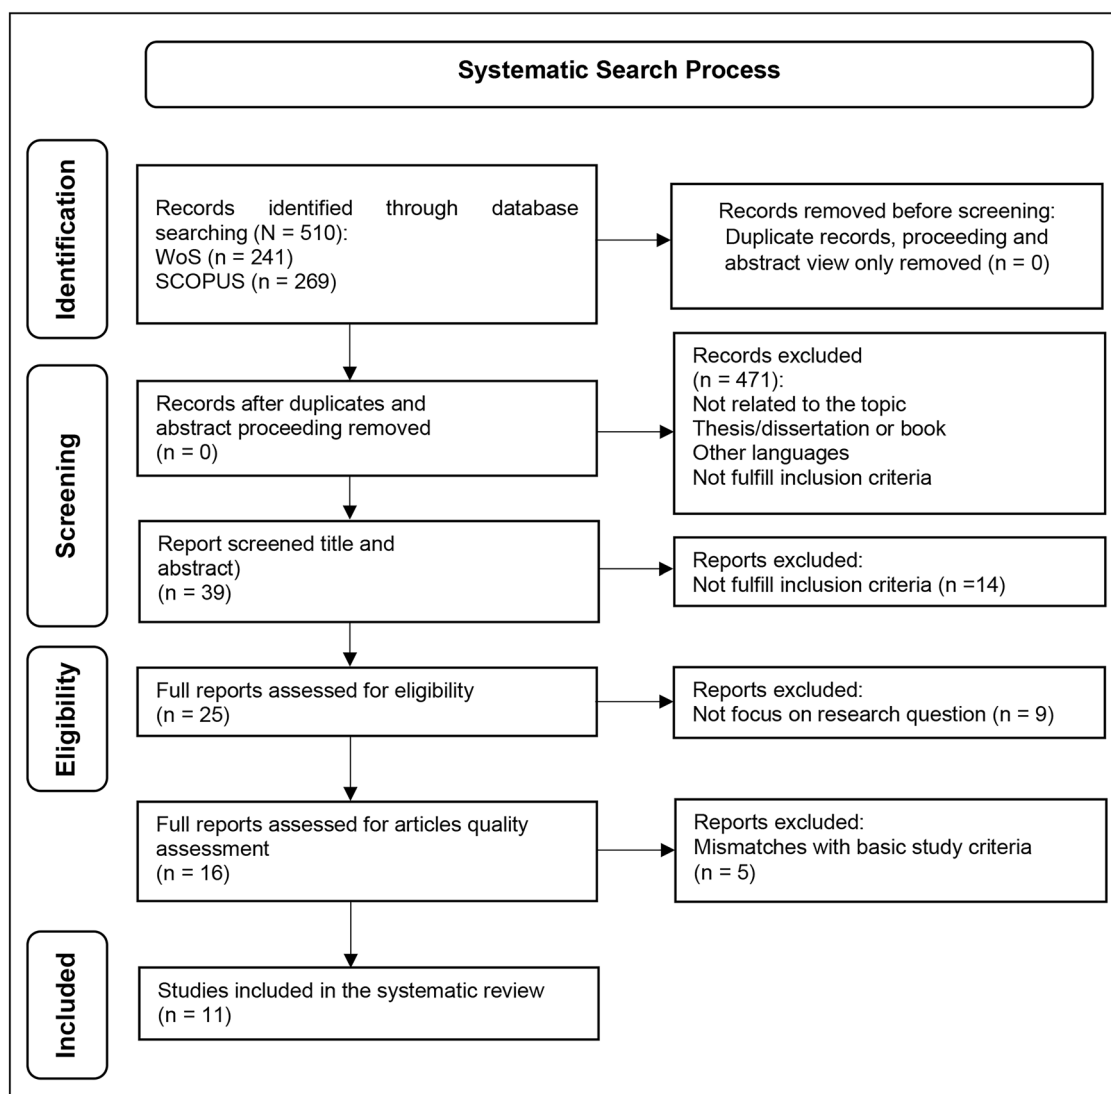 Systematic Search Process
Identification
Records identified through database
searching (N = 510):
WoS (n = 241)
SCOPUS (n = 269)
Records removed before screening:
Duplicate records, proceeding and
abstract view only removed (n = 0)
Screening
Records after duplicates and
abstract proceeding removed
(n = 0)
Records excluded
(n = 471):
Not related to the topic
Thesis/dissertation or book
Other languages
Not fulfill inclusion criteria
Report screened title and
abstract)
(n = 39)
Reports excluded:
Not fulfill inclusion criteria (n =14)
Eligibility
Full reports assessed for eligibility
(n = 25)
Reports excluded:
Not focus on research question (n = 9)
Full reports assessed for articles quality
assessment
(n = 16)
Reports excluded:
Mismatches with basic study criteria
(n = 5)
Included
Studies included in the systematic review
(n = 11)